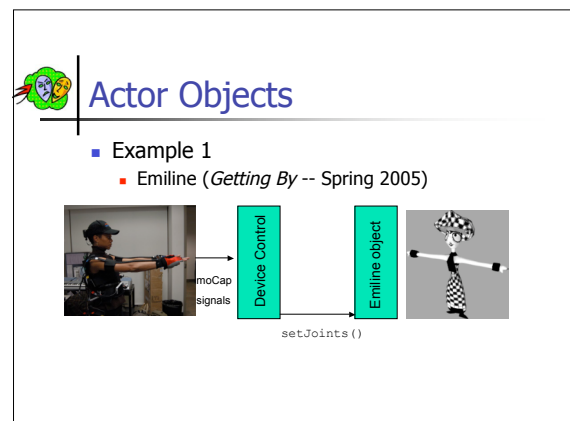 Actor Objects
Example 1
Emiline (Getting By -- Spring 2005)
moCap
signals
Device Control
setJoints()
Emiline object